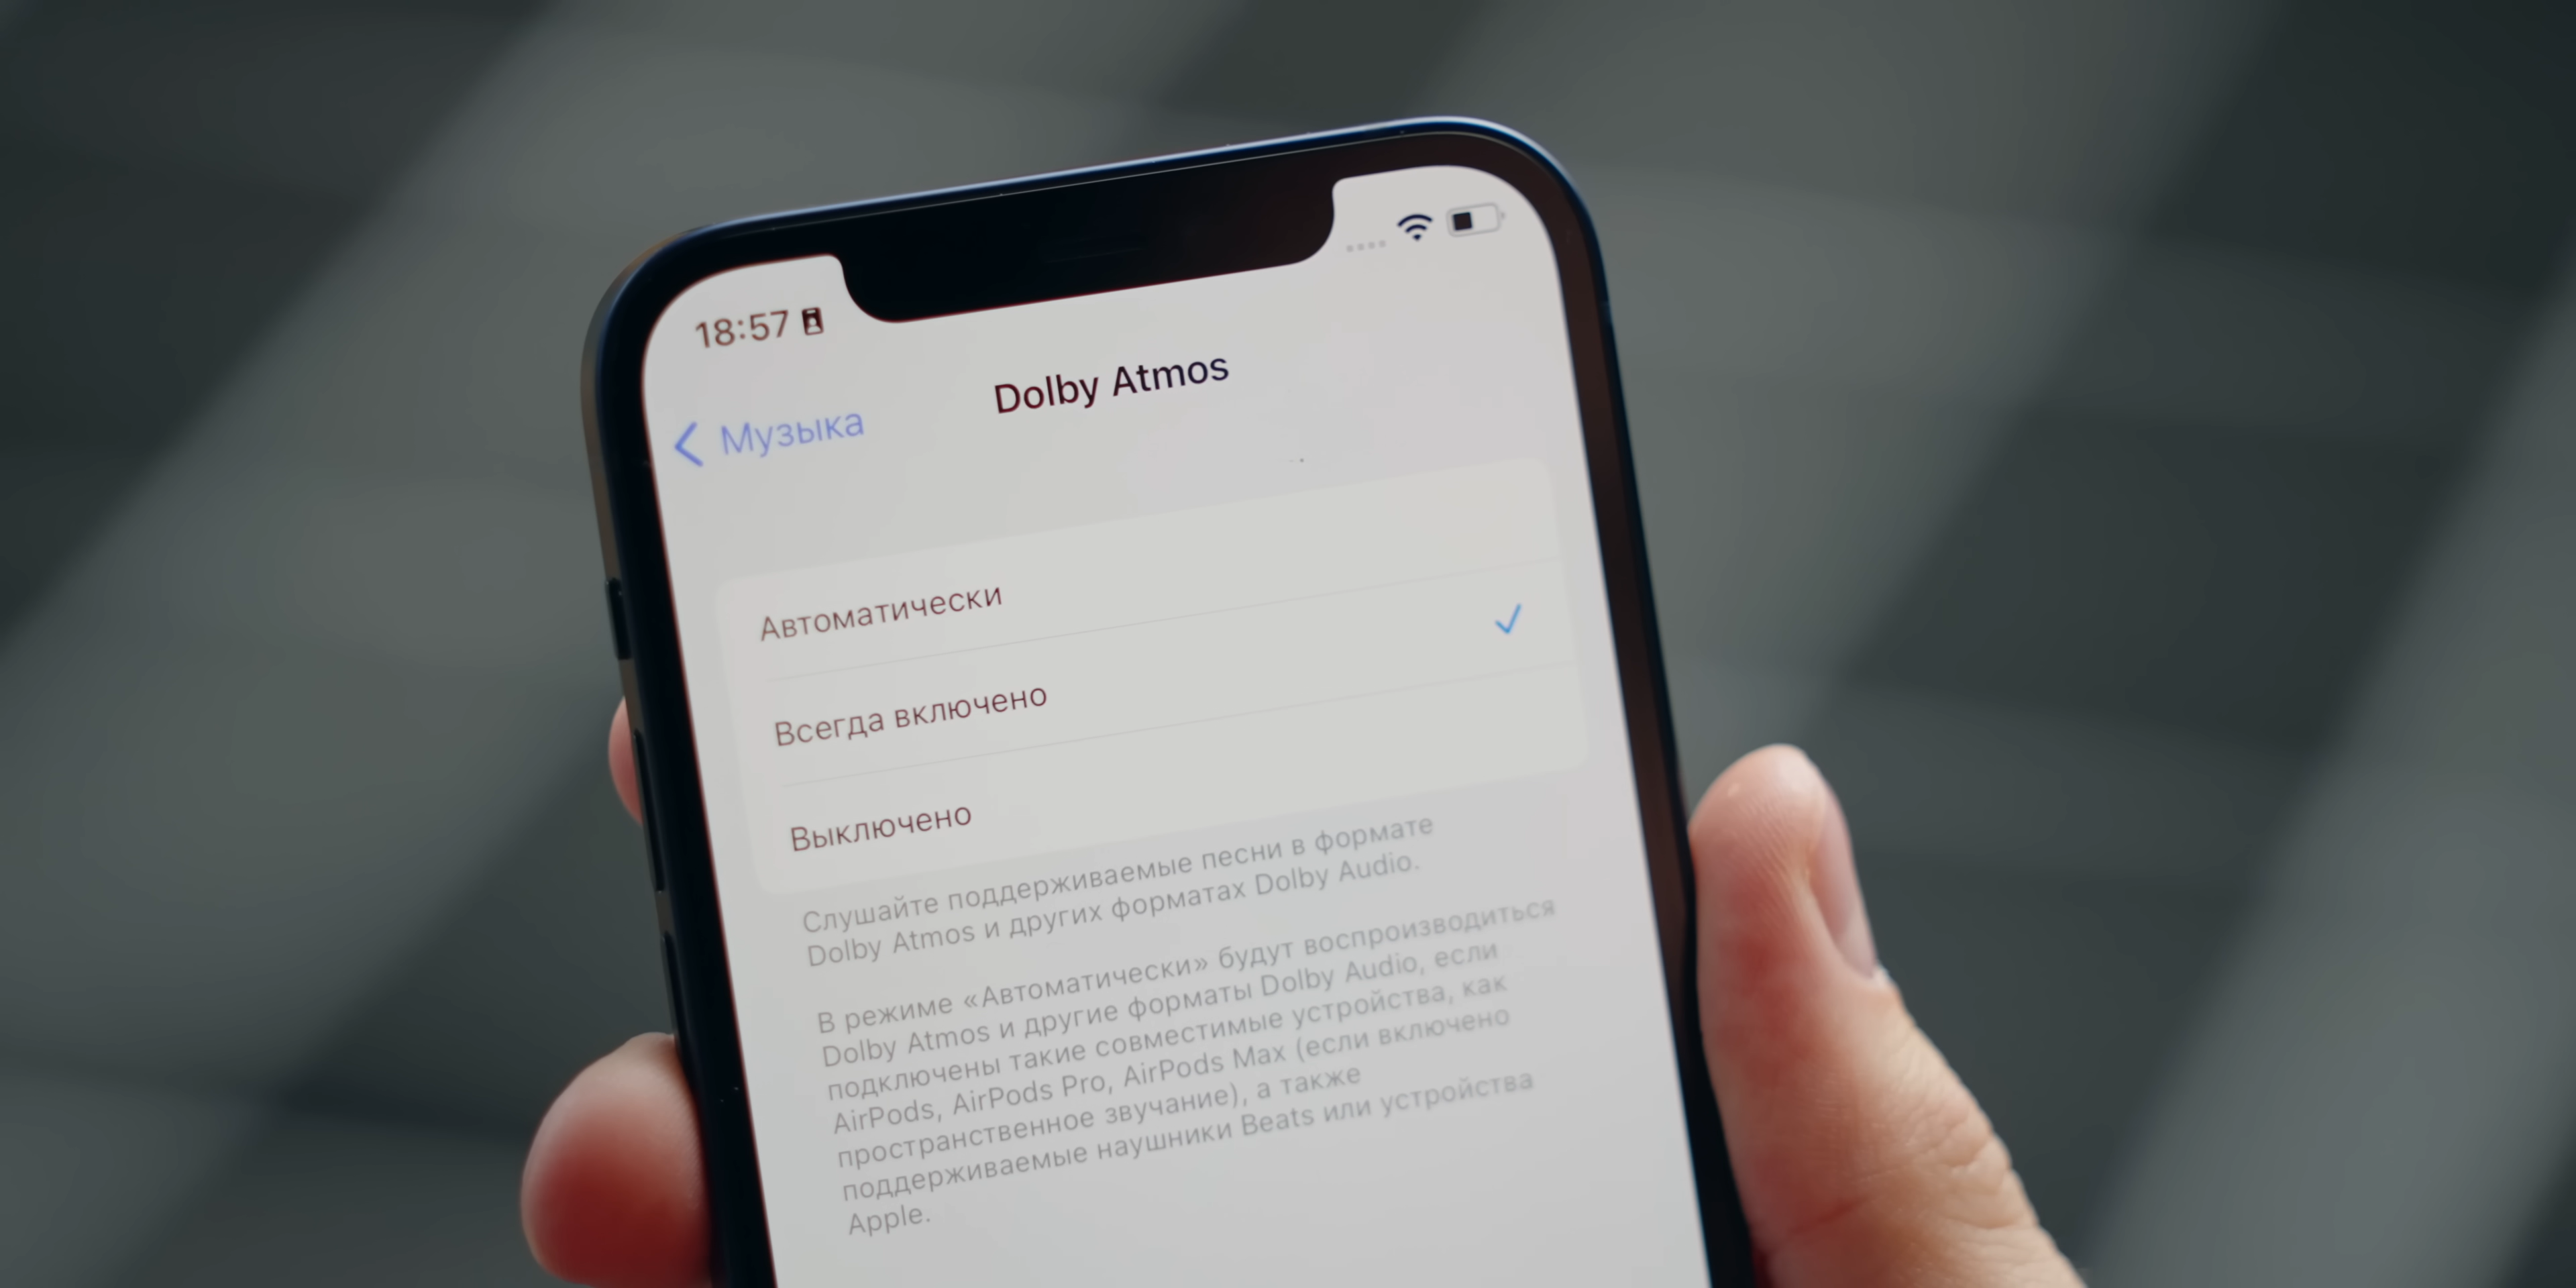 18:57
Музыка
Dolby Atmos
Автоматически
Всегда включено
Выключено
Слушайте поддерживаемые песни в формате
Dolby Atmos и других форматах Dolby Audio.
В режиме «Автоматически» будут воспроизводиться
Dolby Atmos и другие форматы Dolby Audio, если
подключены такие совместимые устройства, как
AirPods, AirPods Pro, AirPods Max (если включено
пространственное звучание), а также
поддерживаемые наушники Beats или устройства
Apple.